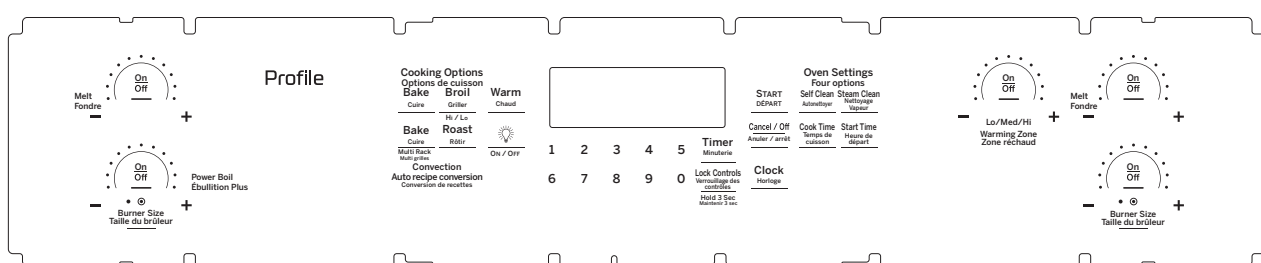 On
Off
Melt
Fondre
− +
On
Off
Power Boil
Ébullition Plus
− +
Burner Size
Taille du brûleur
Profile
Cooking Options
Options de cuisson
Bake Broil Warm
Cuire Griller Chaud
Hi / Lo
Bake Roast
Cuire Rôtir
Multi Rack
Multi grilles
ON / OFF
Convection
Auto recipe conversion
Conversion de recettes
1 2 3 4 5
6 7 8 9 0
Timer
Minuterie
Lock Controls
Verrouillage des
contrôles
Hold 3 Sec
Maintenir 3 sec
START
DÉPART
Cancel / Off
Anuler / arrêt
Clock
Horloge
Oven Settings
Four options
Self Clean Steam Clean
Autonettoyer Nettoyage
Vapeur
Cook Time Start Time
Temps de Heure de
cuisson départ
On
Off
− +
Lo/Med/Hi
Warming Zone
Zone réchaud
On
Off
Melt
Fondre
− +
On
Off
− +
Burner Size
Taille du brûleur